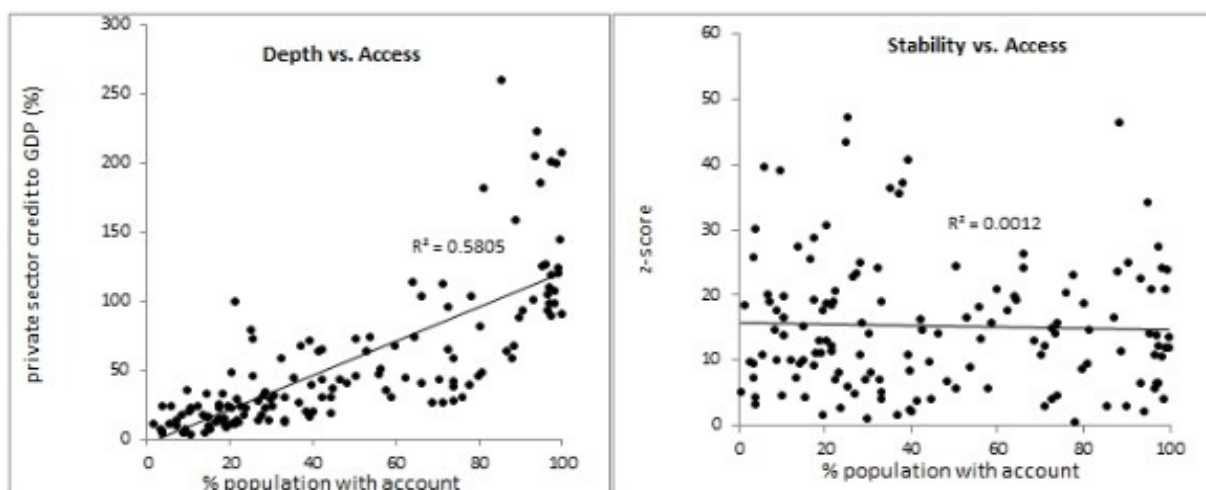 Depth vs. Access
private sector credit to GDP (%)
300
250
200
150
100
50
0
R² = 0.5805
0 20 40 60 80 100
% population with account
Stability vs. Access
z-score
60
50
40
30
20
10
0
R² = 0.0012
0 20 40 60 80 100
% population with account